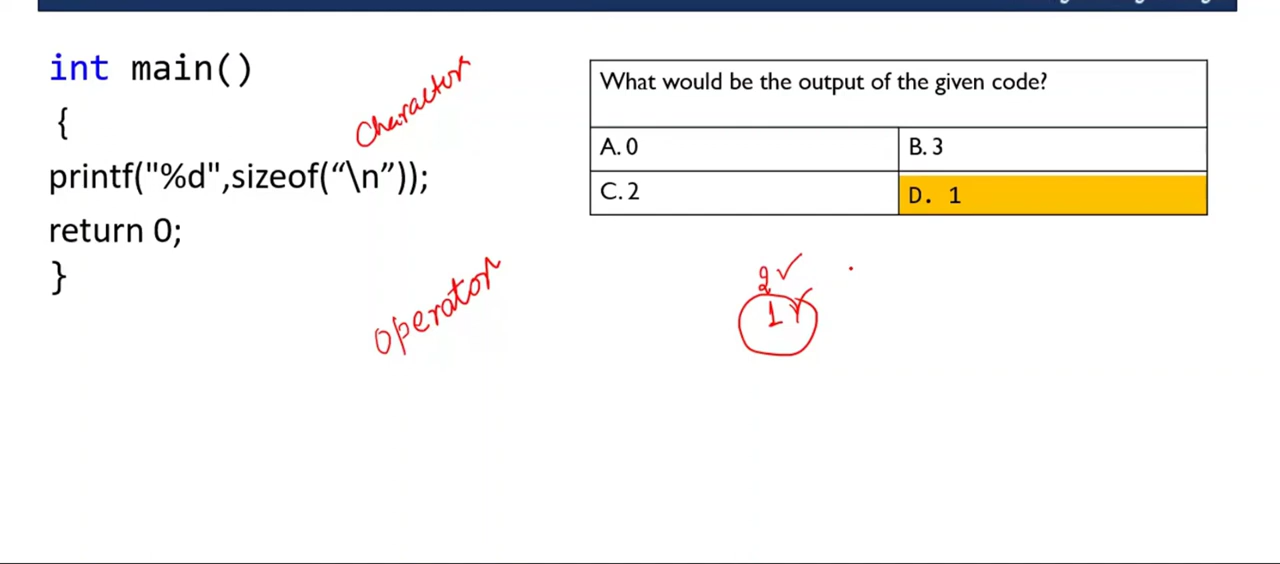 int main()
{
printf("%d",sizeof(“\n”));
return 0;
}
Charactor
operator
What would be the output of the given code?
A. 0
B. 3
C. 2
D. 1
2✓
1✓